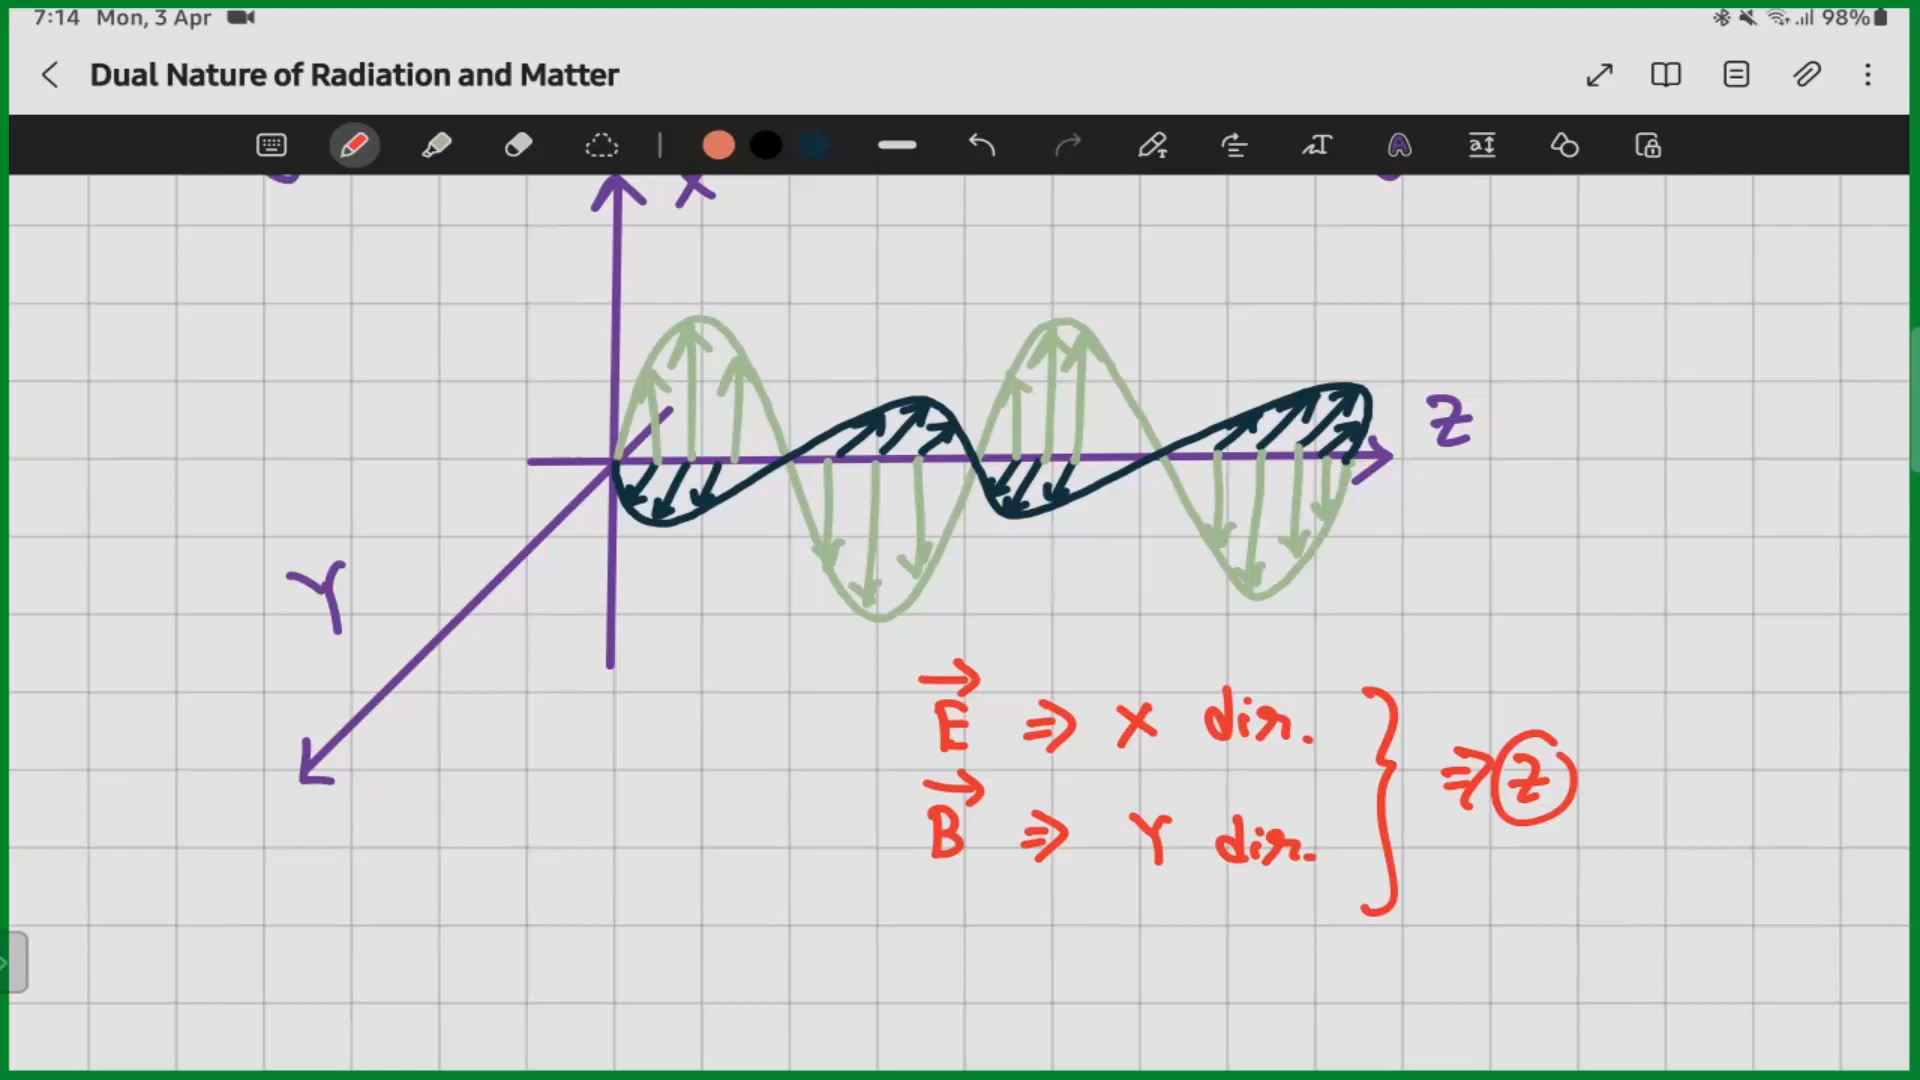 7:14 Mon, 3 Apr 98%
Dual Nature of Radiation and Matter
X
Z
Y
E ⇒ X dir.
⇒ Z
B ⇒ Y dir.